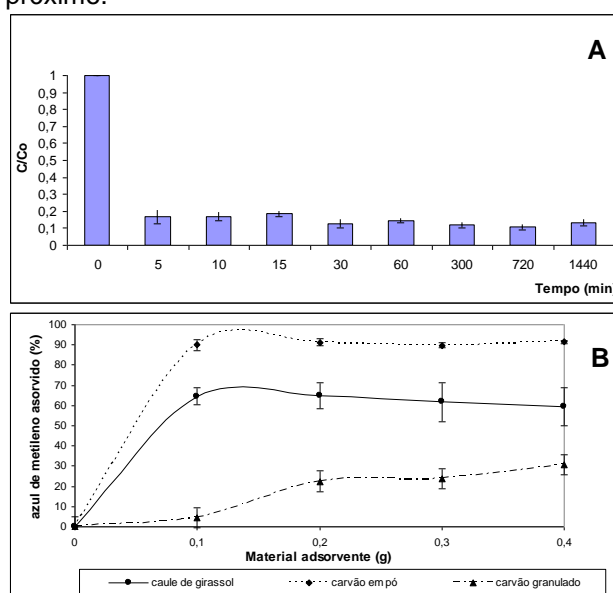 próximo.
A
1
0,9
0,8
0,7
0,6
0,5
0,4
0,3
0,2
0,1
0
C/Co
0 5 10 15 30 60 300 720 1440
Tempo (min)
B
100
90
80
70
60
50
40
30
20
10
0
azul de metileno asorvido (%)
0 0,1 0,2 0,3 0,4
Material adsorvente (g)
caule de girassol carvão em pó carvão granulado